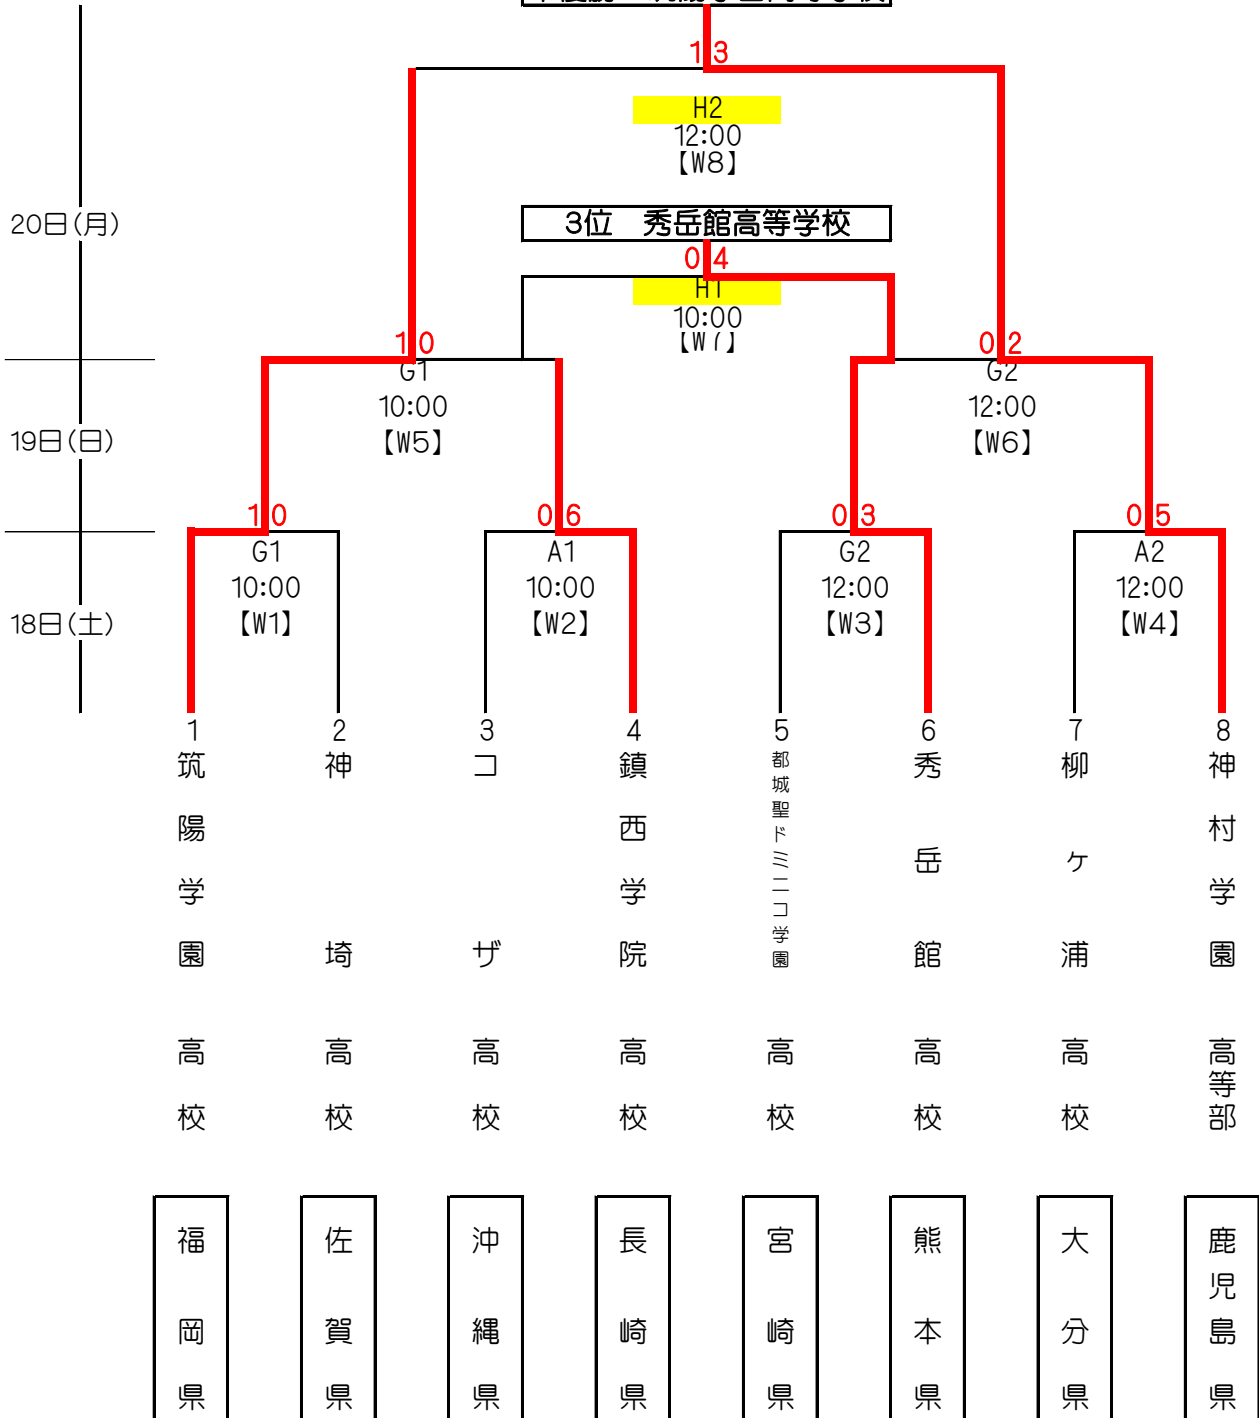 1 3
H2
12:00
【W8】
20日(月)
3位 秀岳館高等学校
0 4
H1
10:00
【W7】
1 0
0 2
G1
10:00
【W5】
G2
12:00
【W6】
19日(日)
1 0
0 6
0 3
0 5
G1
10:00
【W1】
A1
10:00
【W2】
G2
12:00
【W3】
A2
12:00
【W4】
18日(土)
1
筑陽学園高校
福岡県
2
神埼高校
佐賀県
3
コザ高校
沖縄県
4
鎮西学院高校
長崎県
5
都城聖ドミニコ学園高校
宮崎県
6
秀岳館高校
熊本県
7
柳ヶ浦高校
大分県
8
神村学園高等部
鹿児島県